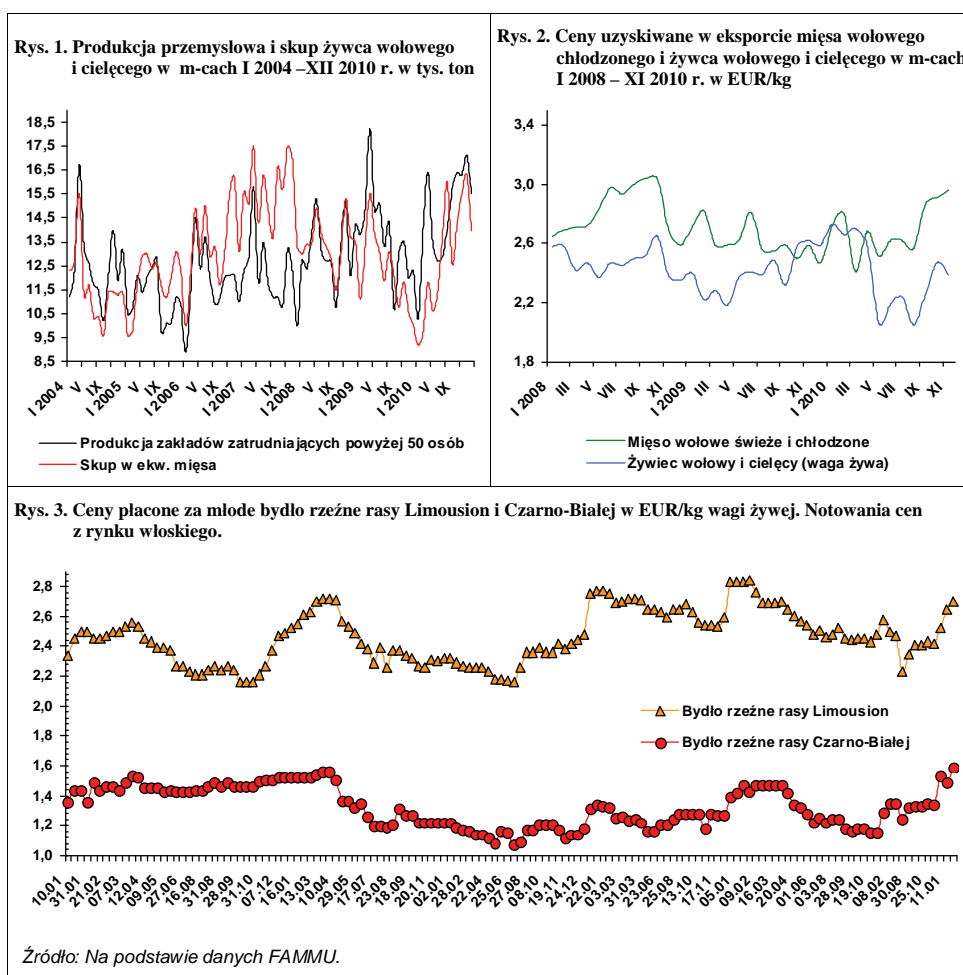 Rys. 1. Produkcja przemysłowa i skup żywca wołowego
i cielęcego w m-cach I 2004 –XII 2010 r. w tys. ton
18,5
17,5
16,5
15,5
14,5
13,5
12,5
11,5
10,5
9,5
8,5
I 2004
V
IX
I 2005
V
IX
I 2006
V
IX
I 2007
V
IX
I 2008
V
IX
I 2009
V
IX
I 2010
V
IX
Produkcja zakładów zatrudniających powyżej 50 osób
Skup w ekw. mięsa
Rys. 2. Ceny uzyskiwane w eksporcie mięsa wołowego
chłodzonego i żywca wołowego i cielęcego w m-cach
I 2008 – XI 2010 r. w EUR/kg
3,4
3,0
2,6
2,2
1,8
I 2008
III
V
VII
IX
XI
I 2009
III
V
VII
IX
XI
I 2010
III
V
VII
IX
XI
Mięso wołowe świeże i chłodzone
Żywiec wołowy i cielęcy (waga żywa)
Rys. 3. Ceny płacone za młode bydło rzeźne rasy Limousion i Czarno-Białej w EUR/kg wagi żywej. Notowania cen
z rynku włoskiego.
2,8
2,6
2,4
2,2
2,0
1,8
1,6
1,4
1,2
1,0
Bydło rzeźne rasy Limousion
Bydło rzeźne rasy Czarno-Białej
10.01
31.01
21.02
07.03
12.04
09.05
27.06
16.08
31.08
28.09
31.10
07.12
16.01
13.03
10.04
29.05
17.07
23.08
18.09
06.11
20.02
02.01
28.02
22.04
25.06
27.08
08.10
19.11
24.12
22.01
23.03
31.03
23.06
15.09
13.10
17.11
05.01
09.02
16.03
20.04
01.06
03.08
28.09
19.10
08.02
30.08
25.10
11.01
Źródło: Na podstawie danych FAMMU.